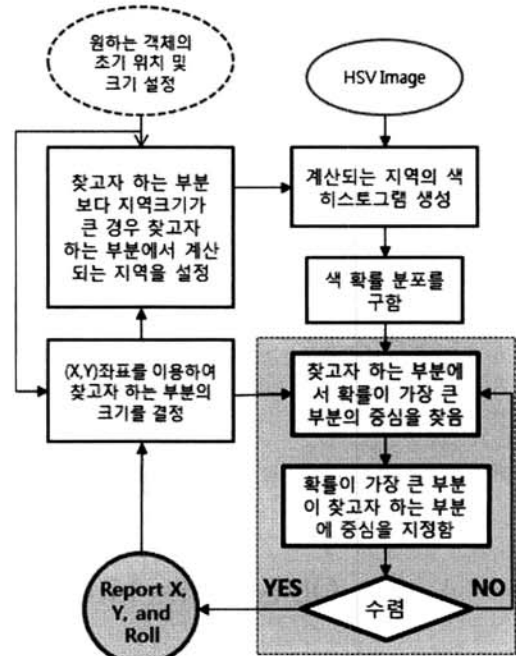 원하는 객체의
초기 위치 및
크기 설정
HSV Image
찾고자 하는 부분
보다 지역크기가
큰 경우 찾고자
하는 부분에서 계산
되는 지역을 설정
계산되는 지역의 색
히스토그램 생성
색 확률 분포를
구함
(X,Y)좌표를 이용하여
찾고자 하는 부분의
크기를 결정
찾고자 하는 부분에
서 확률이 가장 큰
부분의 중심을 찾음
확률이 가장 큰 부분
이 찾고자 하는 부분
에 중심을 지정함
수렴
YES
NO
Report X,
Y, and
Roll